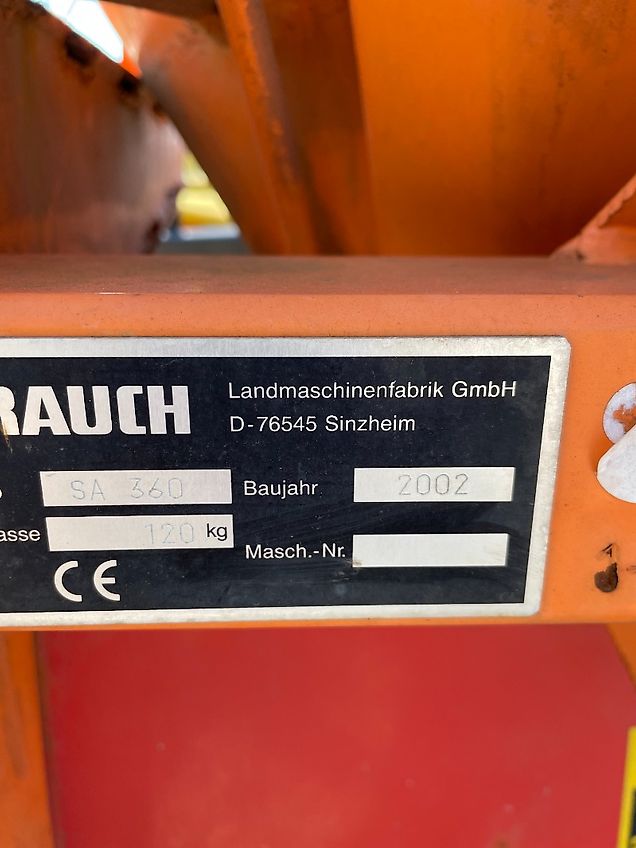 RAUCH
Landmaschinenfabrik GmbH
D-76545 Sinzheim
SA 360
Baujahr 2002
asse 120 kg
Masch.-Nr.
CE